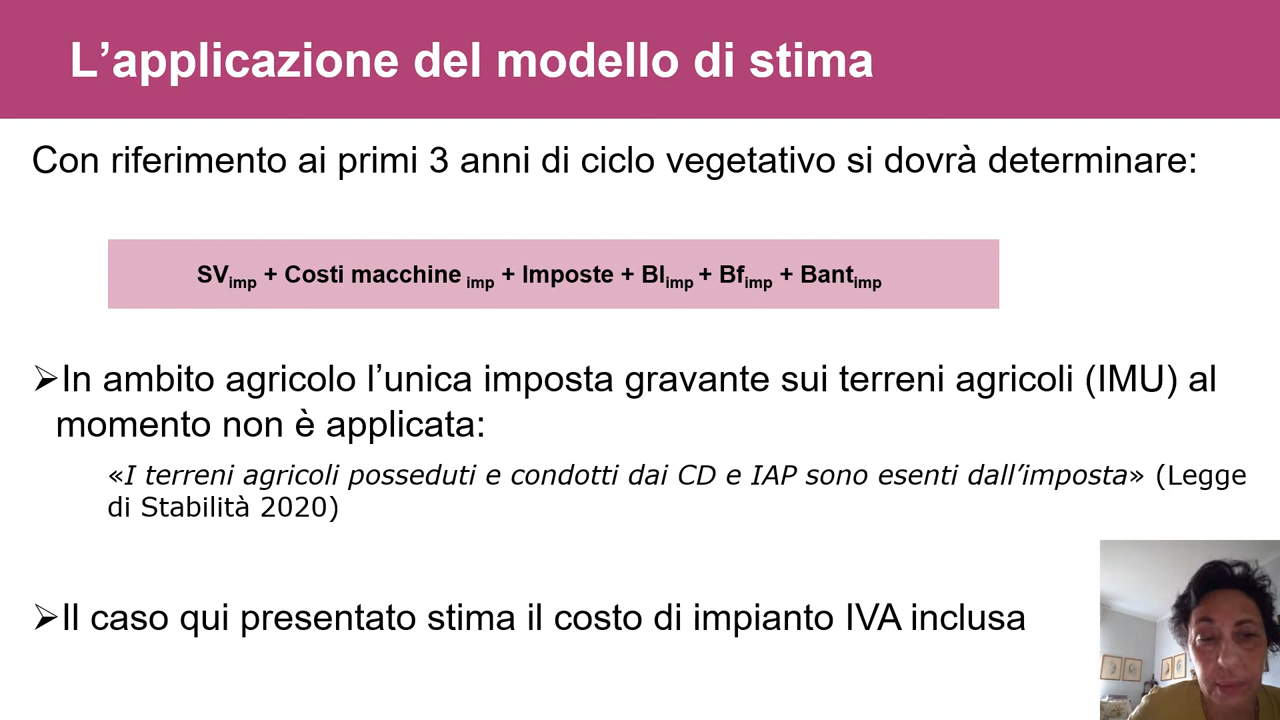 L’applicazione del modello di stima
Con riferimento ai primi 3 anni di ciclo vegetativo si dovrà determinare:
SVimp + Costi macchine imp + Imposte + BIimp + Bfimp + Bantimp
➢In ambito agricolo l’unica imposta gravante sui terreni agricoli (IMU) al
momento non è applicata:
«I terreni agricoli posseduti e condotti dai CD e IAP sono esenti dall’imposta» (Legge
di Stabilità 2020)
➢Il caso qui presentato stima il costo di impianto IVA inclusa